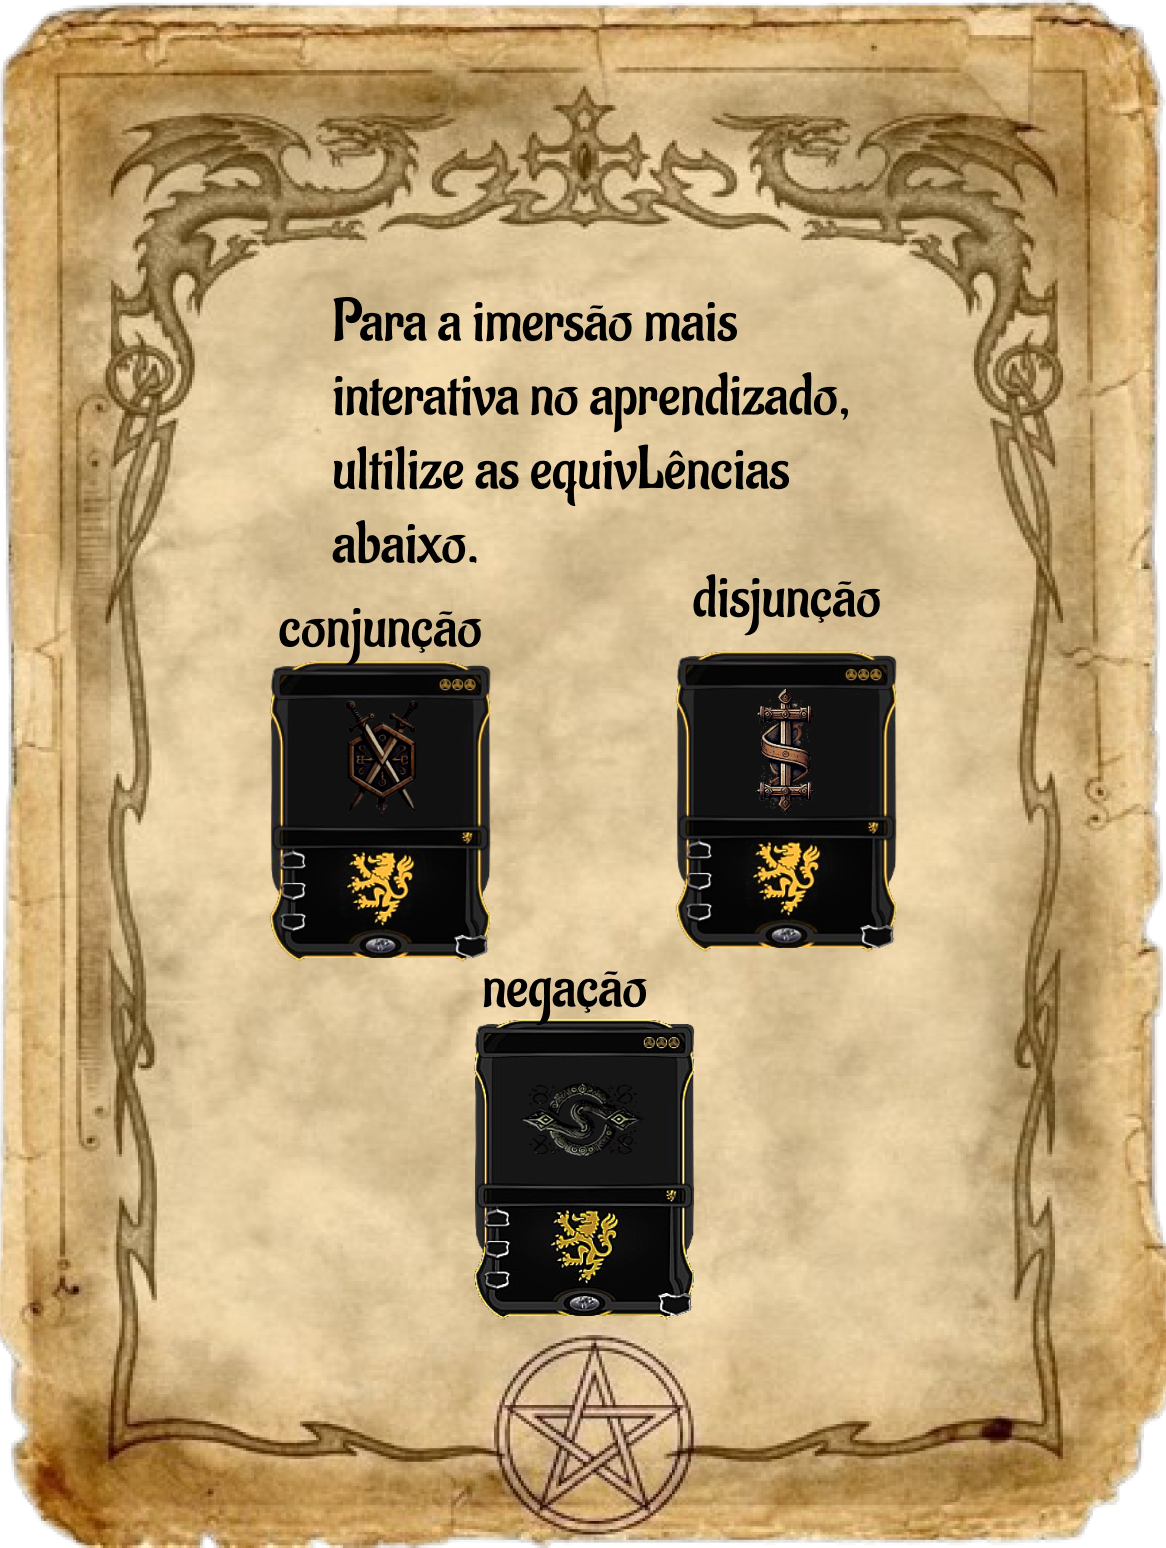 Para a imersão mais
interativa no aprendizado,
ultilize as equivLências
abaixo.
conjunção
disjunção
negação